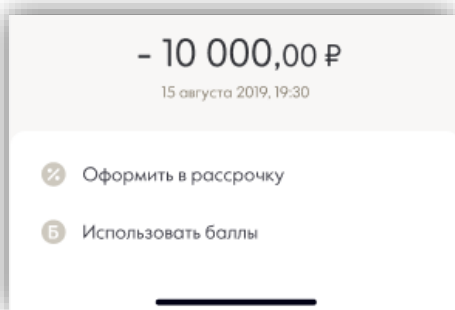 - 10 000,00 ₽
15 августа 2019, 19:30
% Оформить в рассрочку
Б Использовать баллы